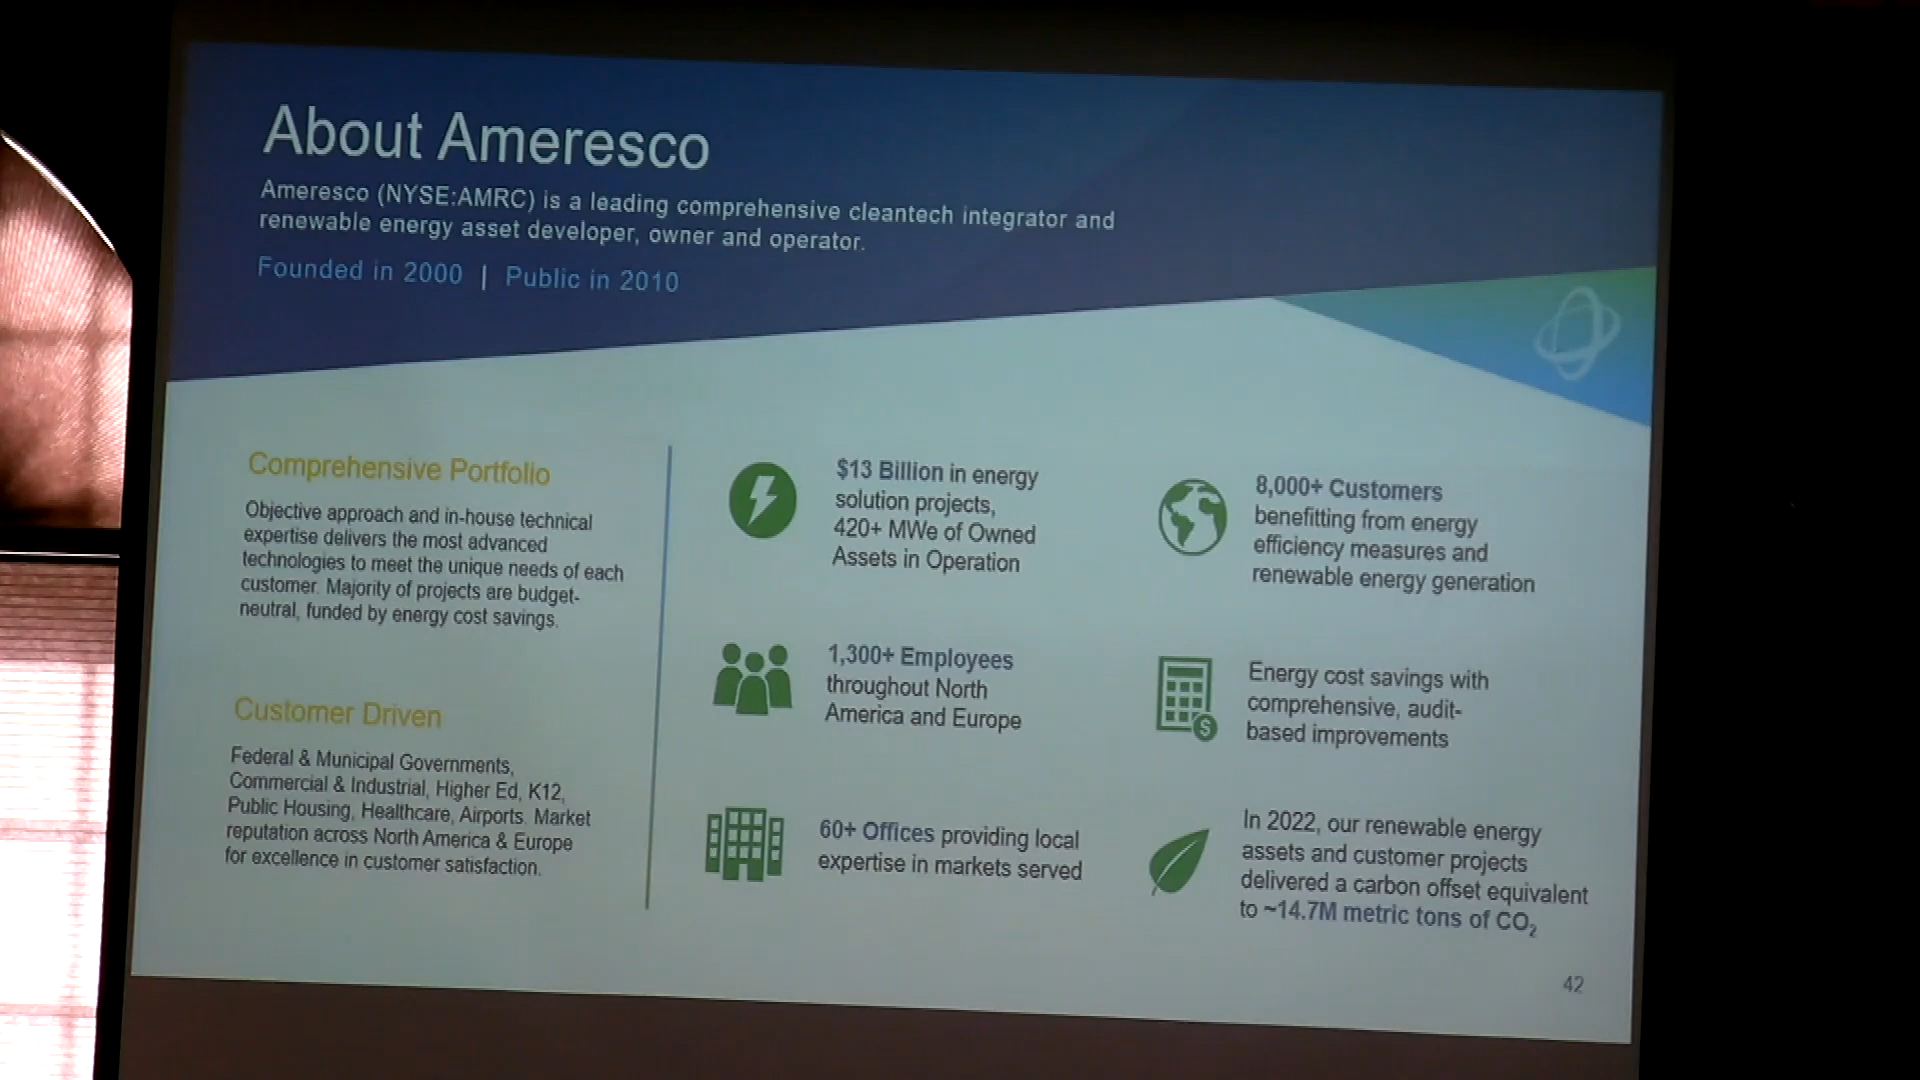 About Ameresco
Ameresco (NYSE:AMRC) is a leading comprehensive cleantech integrator and
renewable energy asset developer, owner and operator.
Founded in 2000 | Public in 2010
Comprehensive Portfolio
Objective approach and in-house technical
expertise delivers the most advanced
technologies to meet the unique needs of each
customer. Majority of projects are budget-
neutral, funded by energy cost savings.
Customer Driven
Federal & Municipal Governments,
Commercial & Industrial, Higher Ed, K12,
Public Housing, Healthcare, Airports. Market
reputation across North America & Europe
for excellence in customer satisfaction.
$13 Billion in energy
solution projects,
420+ MWe of Owned
Assets in Operation
8,000+ Customers
benefitting from energy
efficiency measures and
renewable energy generation
1,300+ Employees
throughout North
America and Europe
$
Energy cost savings with
comprehensive, audit-
based improvements
60+ Offices providing local
expertise in markets served
In 2022, our renewable energy
assets and customer projects
delivered a carbon offset equivalent
to ~14.7M metric tons of CO₂
42